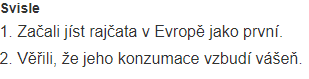 Svisle
1. Začali jíst rajčata v Evropě jako první.
2. Věřili, že jeho konzumace vzbudí vášeň.